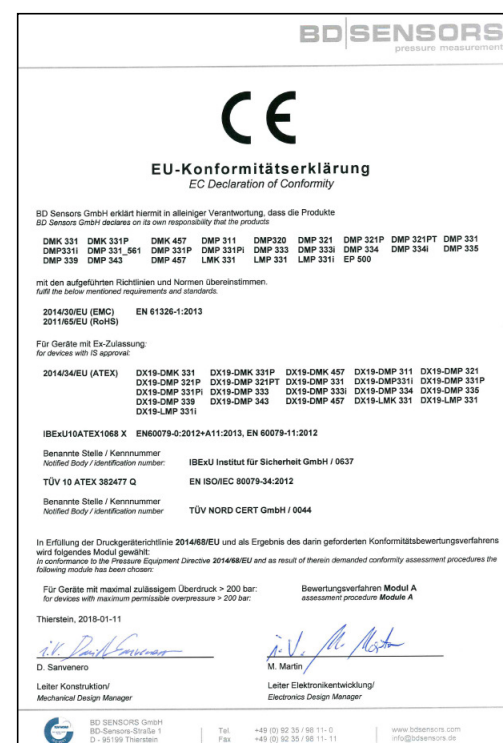 BD|SENSORS
pressure measurement
CE
EU-Konformitätserklärung
EC Declaration of Conformity
BD Sensors GmbH erklärt hiermit in alleiniger Verantwortung, dass die Produkte
BD Sensors GmbH declares on its own responsibility that the products
DMK 331 DMK 331P DMK 457 DMP 311 DMP320 DMP 321 DMP 321P DMP 321PT DMP 331
DMP331i DMP 331_561 DMP 331P DMP 331Pi DMP 333 DMP 333i DMP 334 DMP 334i DMP 335
DMP 339 DMP 343 DMP 457 LMK 331 LMP 331 LMP 331i EP 500
mit den aufgeführten Richtlinien und Normen übereinstimmen.
fulfil the below mentioned requirements and standards.
2014/30/EU (EMC) EN 61326-1:2013
2011/65/EU (RoHS)
Für Geräte mit Ex-Zulassung:
for devices with IS approval:
2014/34/EU (ATEX) DX19-DMK 331 DX19-DMK 331P DX19-DMK 457 DX19-DMP 311 DX19-DMP 321
DX19-DMP 321P DX19-DMP 321PT DX19-DMP 331 DX19-DMP331i DX19-DMP 331P
DX19-DMP 331Pi DX19-DMP 333 DX19-DMP 333i DX19-DMP 334 DX19-DMP 335
DX19-DMP 339 DX19-DMP 343 DX19-DMP 457 DX19-LMK 331 DX19-LMP 331
DX19-LMP 331i
IBExU10ATEX1068 X EN60079-0:2012+A11:2013, EN 60079-11:2012
Benannte Stelle / Kennnummer
Notified Body / identification number: IBExU Institut für Sicherheit GmbH / 0637
TÜV 10 ATEX 382477 Q EN ISO/IEC 80079-34:2012
Benannte Stelle / Kennnummer
Notified Body / identification number: TÜV NORD CERT GmbH / 0044
In Erfüllung der Druckgeräterichtlinie 2014/68/EU und als Ergebnis des darin geforderten Konformitätsbewertungsverfahrens
wird folgendes Modul gewählt:
In conformance to the Pressure Equipment Directive 2014/68/EU and as result of therein demanded conformity assessment procedures the
following module has been chosen:
Für Geräte mit maximal zulässigem Überdruck > 200 bar: Bewertungsverfahren Modul A
for devices with maximum permissible overpressure > 200 bar: assessment procedure Module A
Thierstein, 2018-01-11
D. Sanvenero M. Martin
Leiter Konstruktion/ Leiter Elektronikentwicklung/
Mechanical Design Manager Electronics Design Manager
BD SENSORS GmbH
BD-Sensors-Straße 1 Tel. +49 (0) 92 35 / 98 11- 0 www.bdsensors.com
D - 95199 Thierstein Fax +49 (0) 92 35 / 98 11- 11 info@bdsensors.de